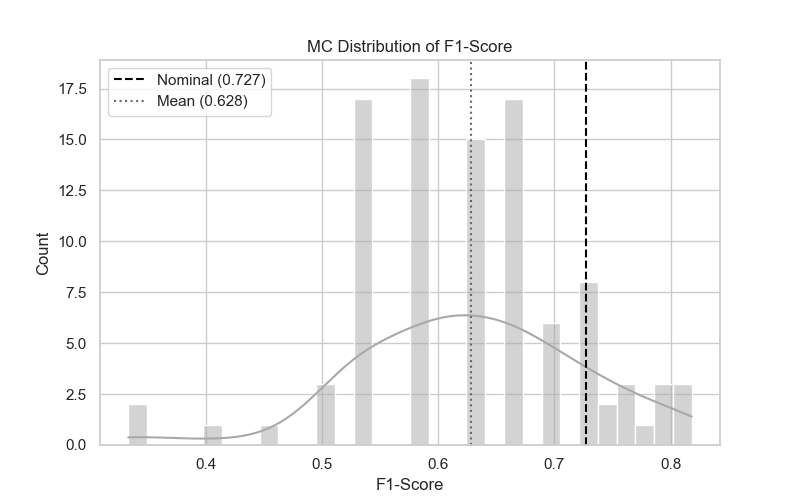 MC Distribution of F1-Score
Nominal (0.727)
Mean (0.628)
17.5
15.0
12.5
10.0
7.5
5.0
2.5
0.0
Count
0.4 0.5 0.6 0.7 0.8
F1-Score